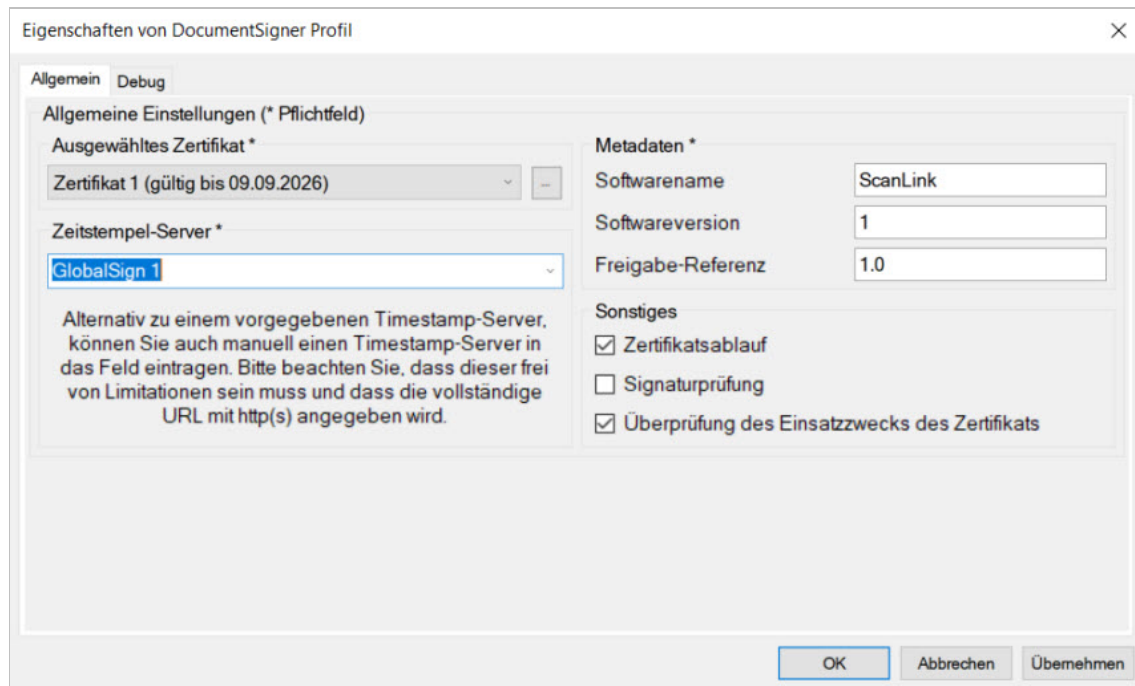 Eigenschaften von DocumentSigner Profil
Allgemein
Debug
Allgemeine Einstellungen (* Pflichtfeld)
Ausgewähltes Zertifikat *
Zertifikat 1 (gültig bis 09.09.2026)
...
Zeitstempel-Server *
GlobalSign 1
Alternativ zu einem vorgegebenen Timestamp-Server,
können Sie auch manuell einen Timestamp-Server in
das Feld eintragen. Bitte beachten Sie, dass dieser frei
von Limitationen sein muss und dass die vollständige
URL mit http(s) angegeben wird.
Metadaten *
Softwarename ScanLink
Softwareversion 1
Freigabe-Referenz 1.0
Sonstiges
Zertifikatsablauf
Signaturprüfung
Überprüfung des Einsatzzwecks des Zertifikats
OK
Abbrechen
Übernehmen